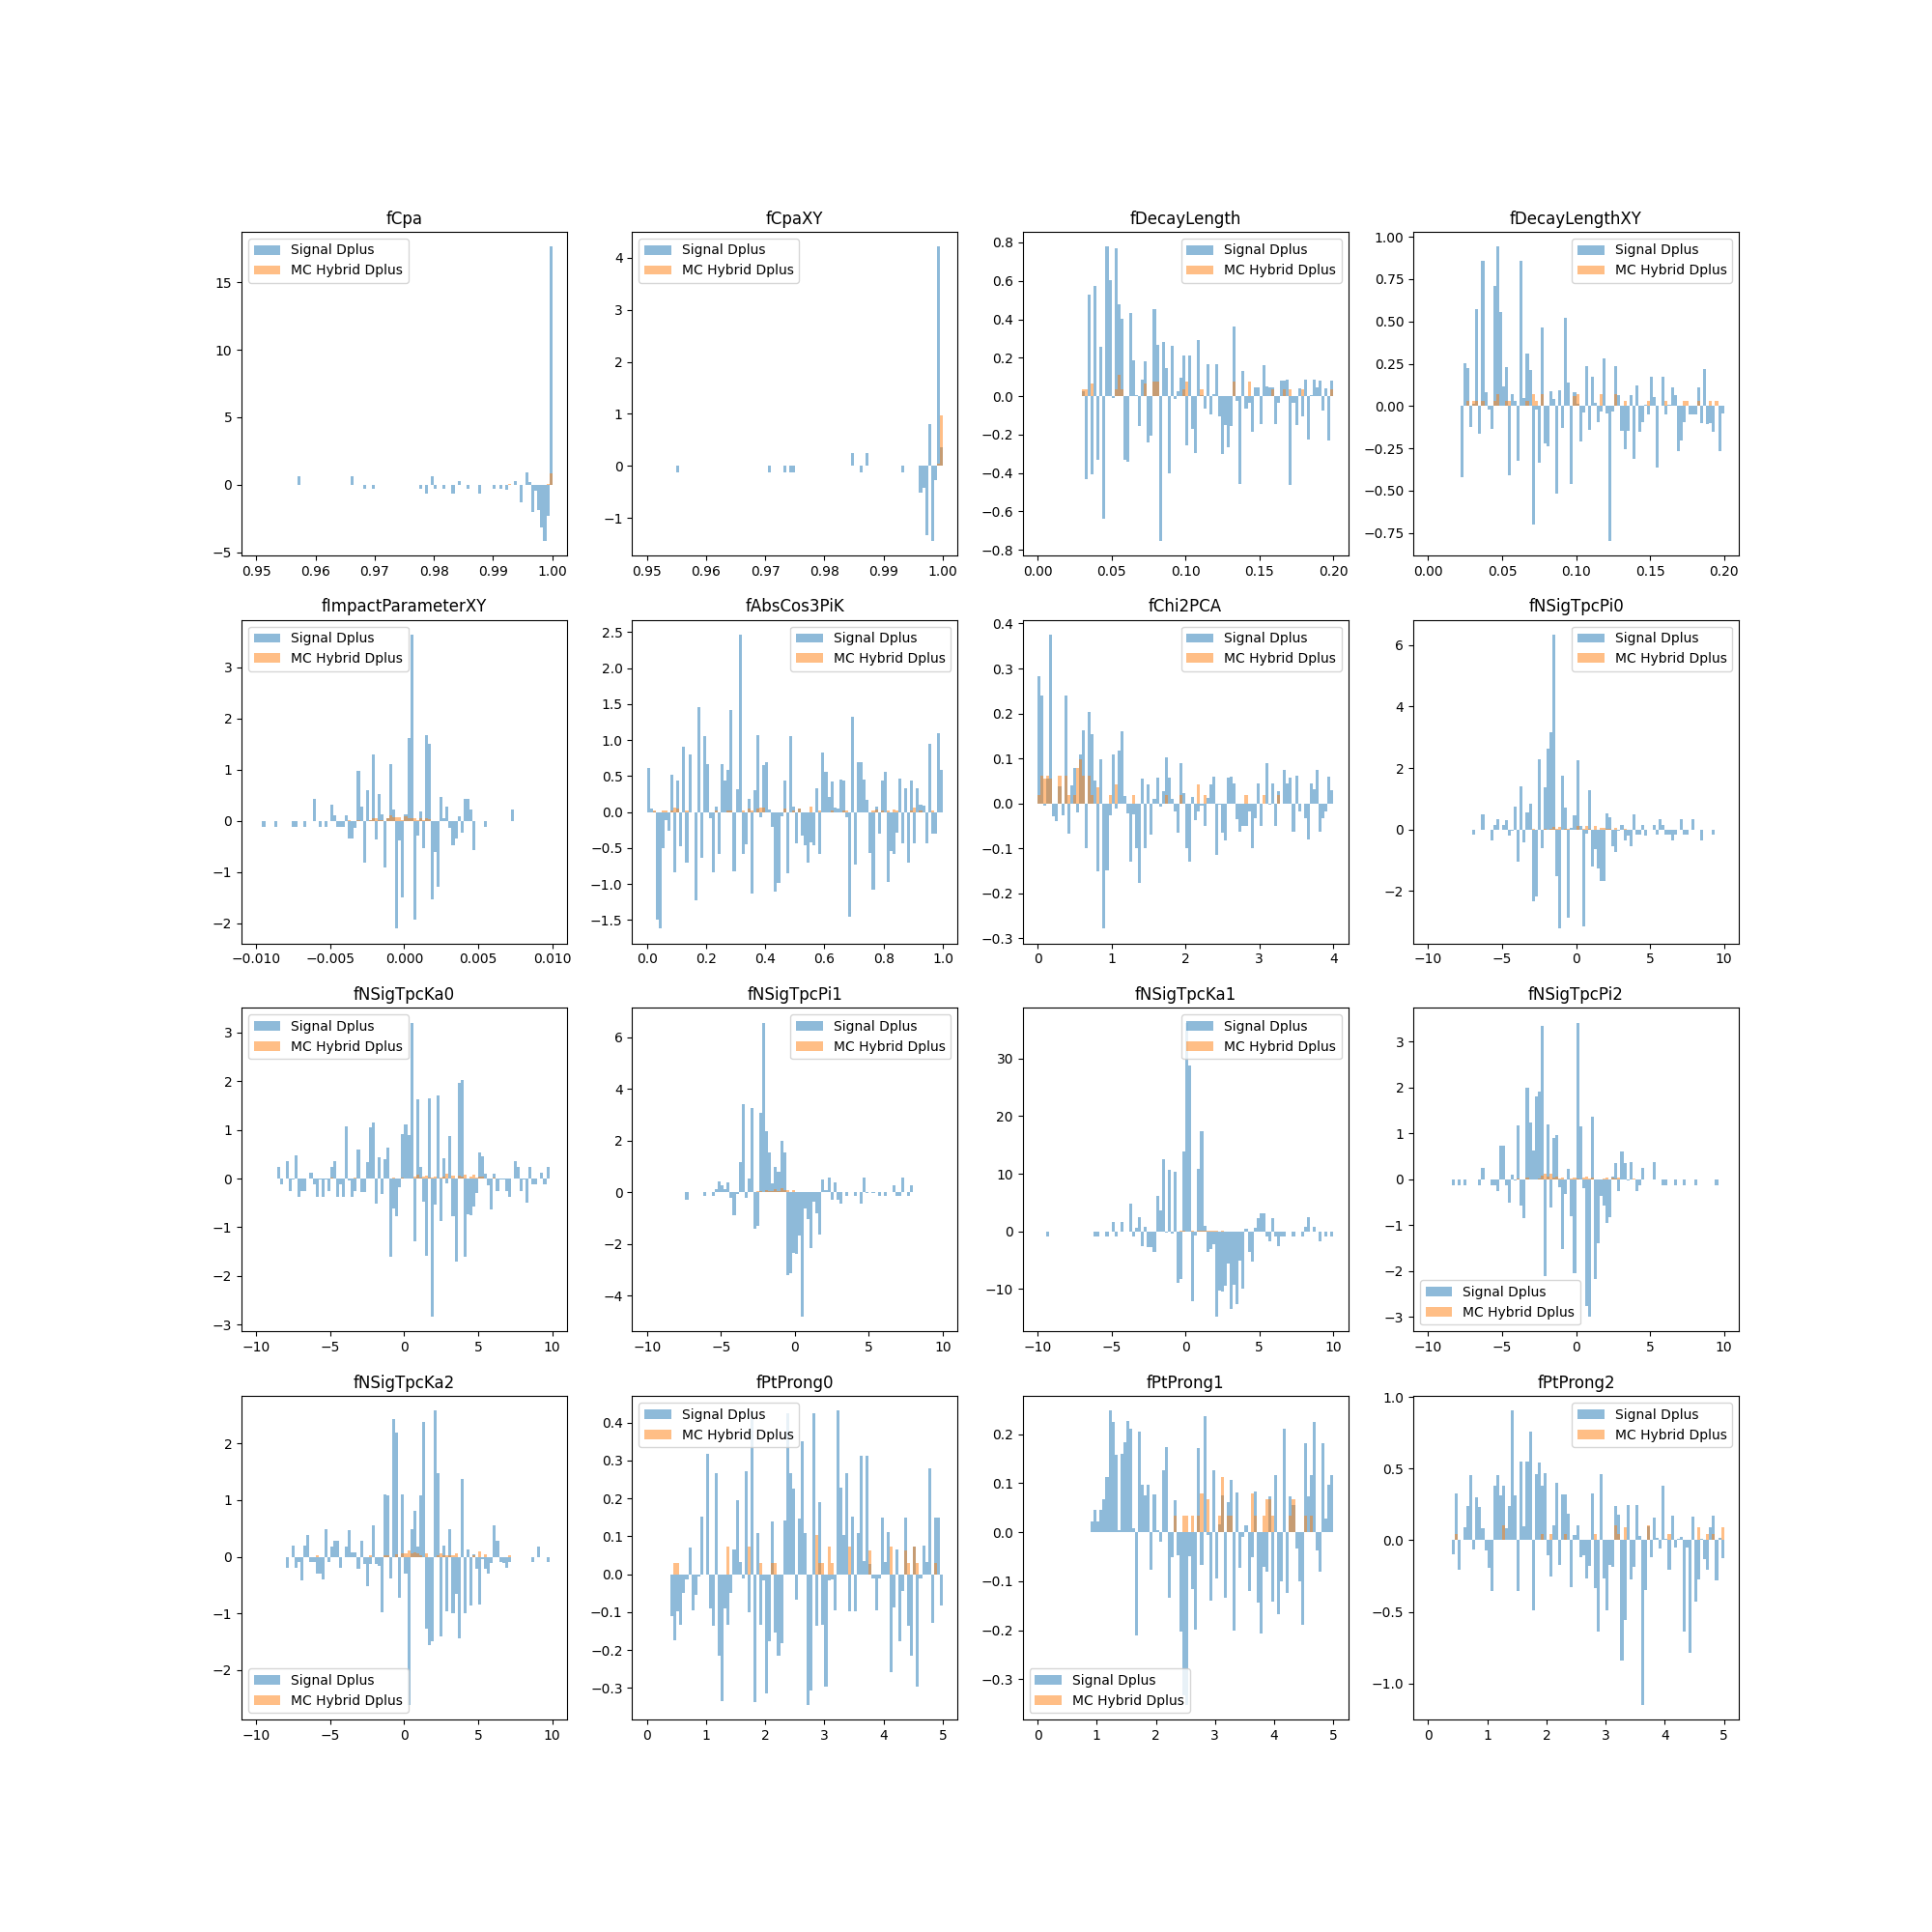 fCpa
Signal Dplus
MC Hybrid Dplus
15
10
5
0
−5
0.95 0.96 0.97 0.98 0.99 1.00
fCpaXY
Signal Dplus
MC Hybrid Dplus
4
3
2
1
0
−1
0.95 0.96 0.97 0.98 0.99 1.00
fDecayLength
Signal Dplus
MC Hybrid Dplus
0.8
0.6
0.4
0.2
0.0
−0.2
−0.4
−0.6
−0.8
0.00 0.05 0.10 0.15 0.20
fDecayLengthXY
Signal Dplus
MC Hybrid Dplus
1.00
0.75
0.50
0.25
0.00
−0.25
−0.50
−0.75
0.00 0.05 0.10 0.15 0.20
fImpactParameterXY
Signal Dplus
MC Hybrid Dplus
3
2
1
0
−1
−2
−0.010 −0.005 0.000 0.005 0.010
fAbsCos3PiK
Signal Dplus
MC Hybrid Dplus
2.5
2.0
1.5
1.0
0.5
0.0
−0.5
−1.0
−1.5
0.0 0.2 0.4 0.6 0.8 1.0
fChi2PCA
Signal Dplus
MC Hybrid Dplus
0.4
0.3
0.2
0.1
0.0
−0.1
−0.2
−0.3
0 1 2 3 4
fNSigTpcPi0
Signal Dplus
MC Hybrid Dplus
6
4
2
0
−2
−10 −5 0 5 10
fNSigTpcKa0
Signal Dplus
MC Hybrid Dplus
3
2
1
0
−1
−2
−3
−10 −5 0 5 10
fNSigTpcPi1
Signal Dplus
MC Hybrid Dplus
6
4
2
0
−2
−4
−10 −5 0 5 10
fNSigTpcKa1
Signal Dplus
MC Hybrid Dplus
30
20
10
0
−10
−10 −5 0 5 10
fNSigTpcPi2
3
2
1
0
−1
−2
−3
Signal Dplus
MC Hybrid Dplus
−10 −5 0 5 10
fNSigTpcKa2
2
1
0
−1
−2
Signal Dplus
MC Hybrid Dplus
−10 −5 0 5 10
fPtProng0
Signal Dplus
MC Hybrid Dplus
0.4
0.3
0.2
0.1
0.0
−0.1
−0.2
−0.3
0 1 2 3 4 5
fPtProng1
0.2
0.1
0.0
−0.1
−0.2
−0.3
Signal Dplus
MC Hybrid Dplus
0 1 2 3 4 5
fPtProng2
Signal Dplus
MC Hybrid Dplus
1.0
0.5
0.0
−0.5
−1.0
0 1 2 3 4 5